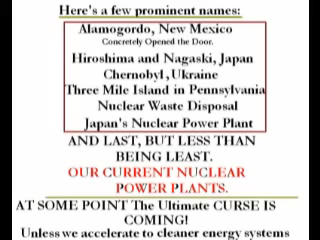 Here's a few prominent names:
Alamogordo, New Mexico
Concretely Opened the Door.
Hiroshima and Nagaski, Japan
Chernobyl, Ukraine
Three Mile Island in Pennsylvania
Nuclear Waste Disposal
Japan's Nuclear Power Plant
AND LAST, BUT LESS THAN
BEING LEAST.
OUR CURRENT NUCLEAR
POWER PLANTS.
AT SOME POINT The Ultimate CURSE IS
COMING!
Unless we accelerate to cleaner energy systems